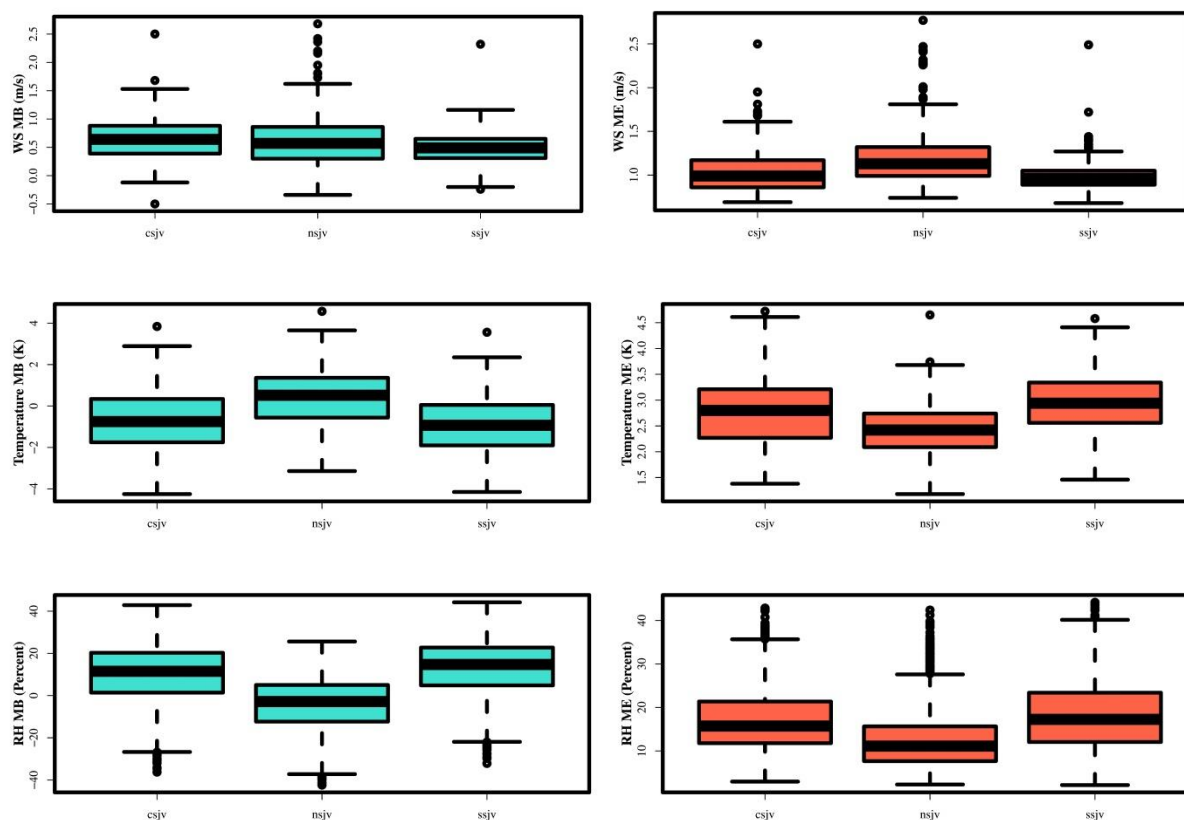 WS MB (m/s)
2.5
2.0
1.5
1.0
0.5
0.0
−0.5
csjv
nsjv
ssjv
WS ME (m/s)
2.5
2.0
1.5
1.0
csjv
nsjv
ssjv
Temperature MB (K)
4
2
0
−2
−4
csjv
nsjv
ssjv
Temperature ME (K)
4.5
4.0
3.5
3.0
2.5
2.0
1.5
csjv
nsjv
ssjv
RH MB (Percent)
40
20
0
−20
−40
csjv
nsjv
ssjv
RH ME (Percent)
40
30
20
10
csjv
nsjv
ssjv